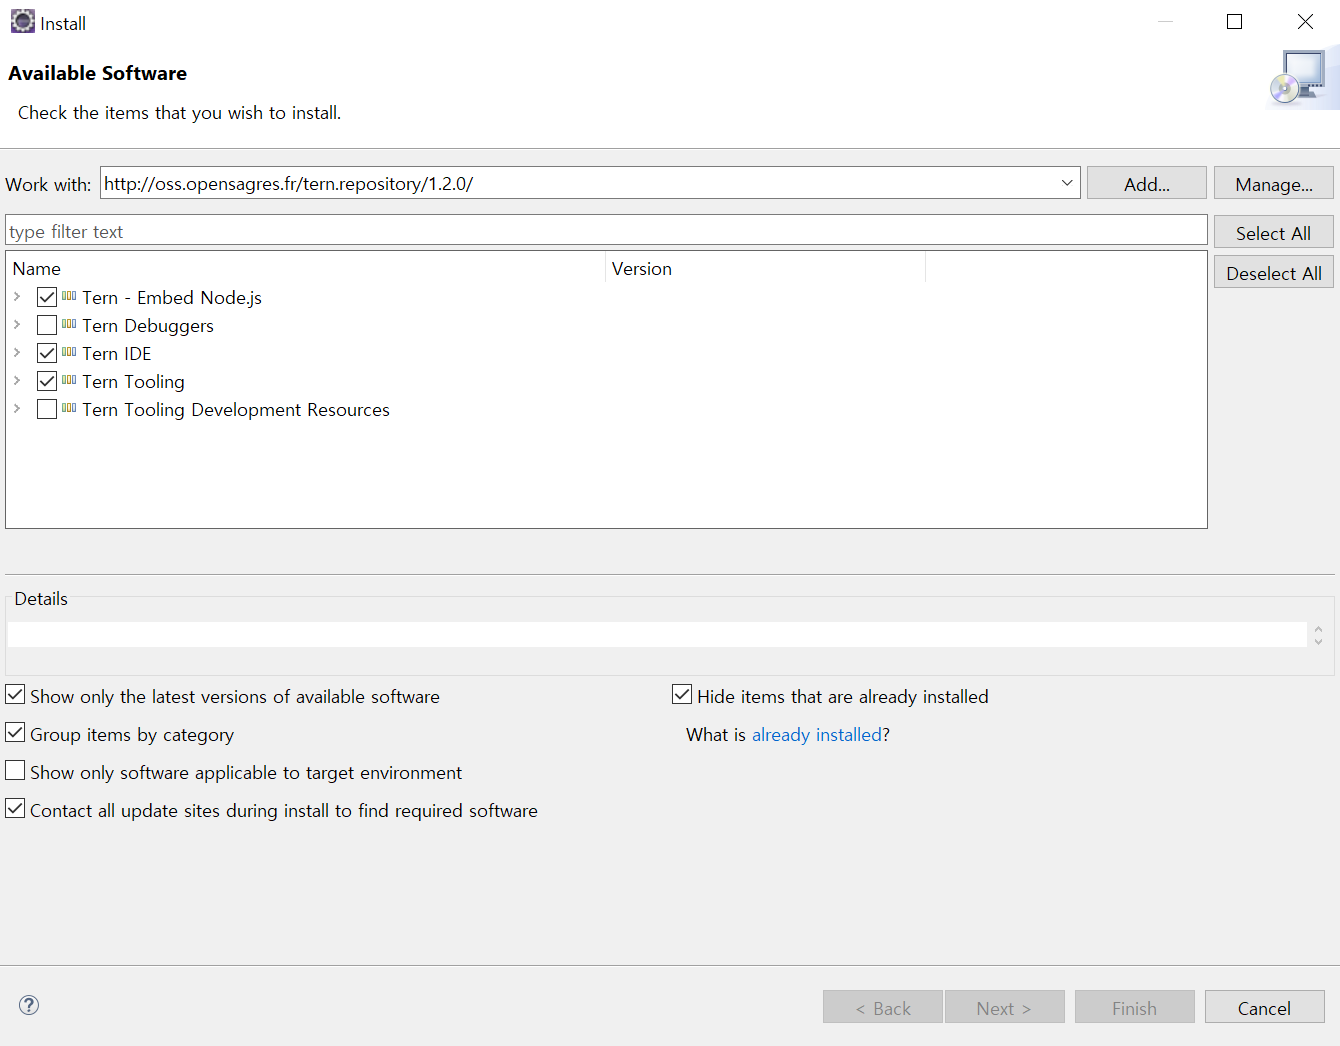 Install
Available Software
Check the items that you wish to install.
Work with: http://oss.opensagres.fr/tern.repository/1.2.0/ Add... Manage...
type filter text Select All
Name Version Deselect All
Tern - Embed Node.js
Tern Debuggers
Tern IDE
Tern Tooling
Tern Tooling Development Resources
Details
Show only the latest versions of available software Hide items that are already installed
Group items by category What is already installed?
Show only software applicable to target environment
Contact all update sites during install to find required software
? < Back Next > Finish Cancel